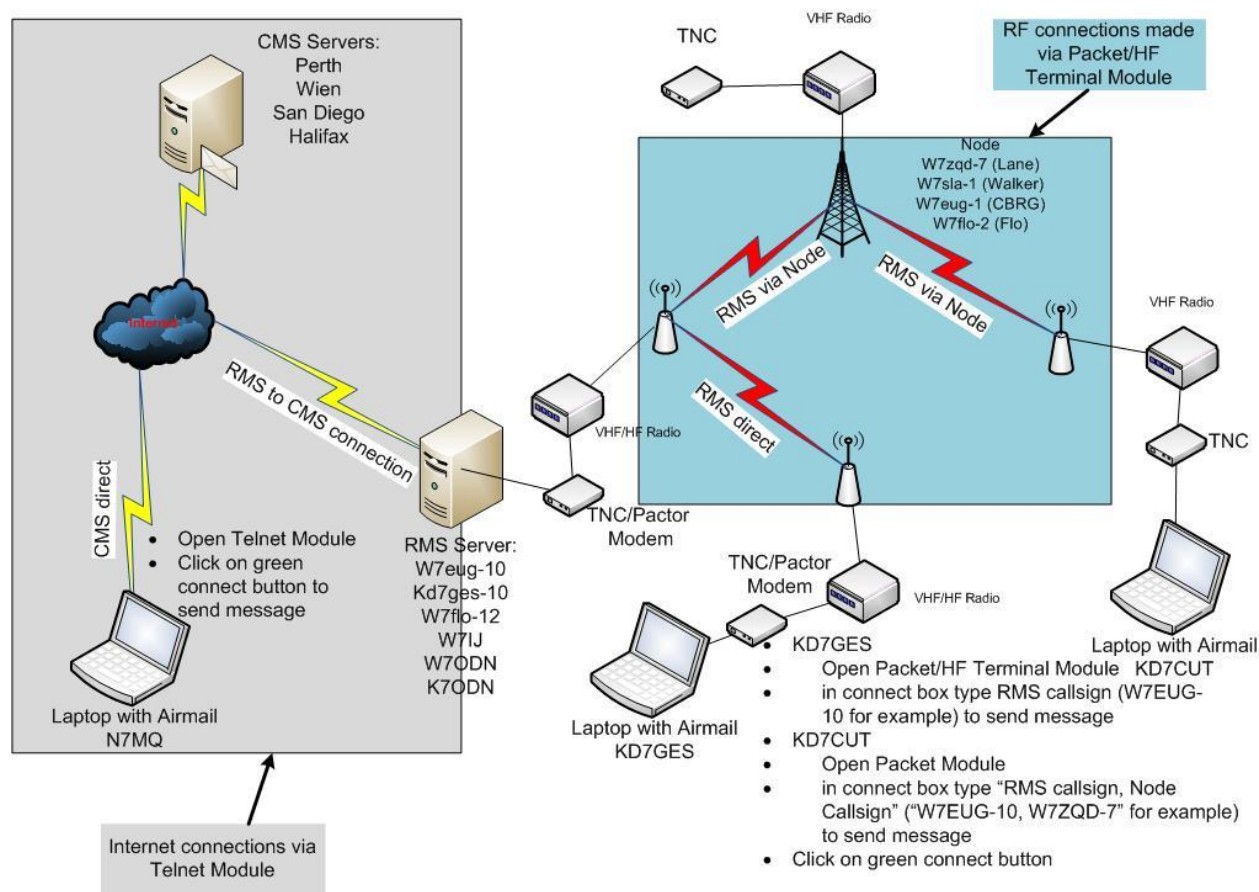 CMS Servers:
Perth
Wien
San Diego
Halifax
internet
RMS to CMS connection
CMS direct
Open Telnet Module
Click on green
connect button to
send message
Laptop with Airmail
N7MQ
RMS Server:
W7eug-10
Kd7ges-10
W7flo-12
W7IJ
W7ODN
K7ODN
Internet connections via
Telnet Module
TNC
VHF Radio
RF connections made
via Packet/HF
Terminal Module
Node
W7zqd-7 (Lane)
W7sla-1 (Walker)
W7eug-1 (CBRG)
W7flo-2 (Flo)
RMS via Node
RMS via Node
RMS direct
VHF/HF Radio
TNC/Pactor
Modem
VHF Radio
TNC
Laptop with Airmail
KD7CUT
TNC/Pactor
Modem
VHF/HF Radio
Laptop with Airmail
KD7GES
KD7GES
Open Packet/HF Terminal Module
in connect box type RMS callsign (W7EUG-
10 for example) to send message
KD7CUT
Open Packet Module
in connect box type “RMS callsign, Node
Callsign” (“W7EUG-10, W7ZQD-7” for example)
to send message
Click on green connect button